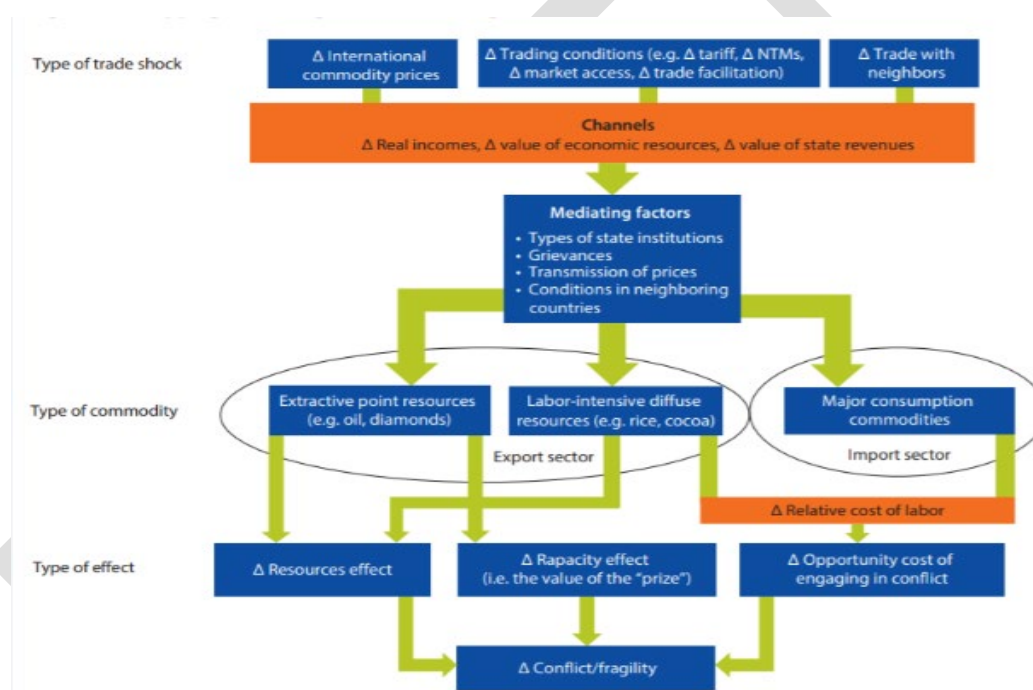 Type of trade shock
Δ International
commodity prices
Δ Trading conditions (e.g. Δ tariff, Δ NTMs,
Δ market access, Δ trade facilitation)
Δ Trade with
neighbors
Channels
Δ Real incomes, Δ value of economic resources, Δ value of state revenues
Mediating factors
• Types of state institutions
• Grievances
• Transmission of prices
• Conditions in neighboring
countries
Type of commodity
Extractive point resources
(e.g. oil, diamonds)
Labor-intensive diffuse
resources (e.g. rice, cocoa)
Major consumption
commodities
Export sector
Import sector
Δ Relative cost of labor
Type of effect
Δ Resources effect
Δ Rapacity effect
(i.e. the value of the “prize”)
Δ Opportunity cost of
engaging in conflict
Δ Conflict/fragility